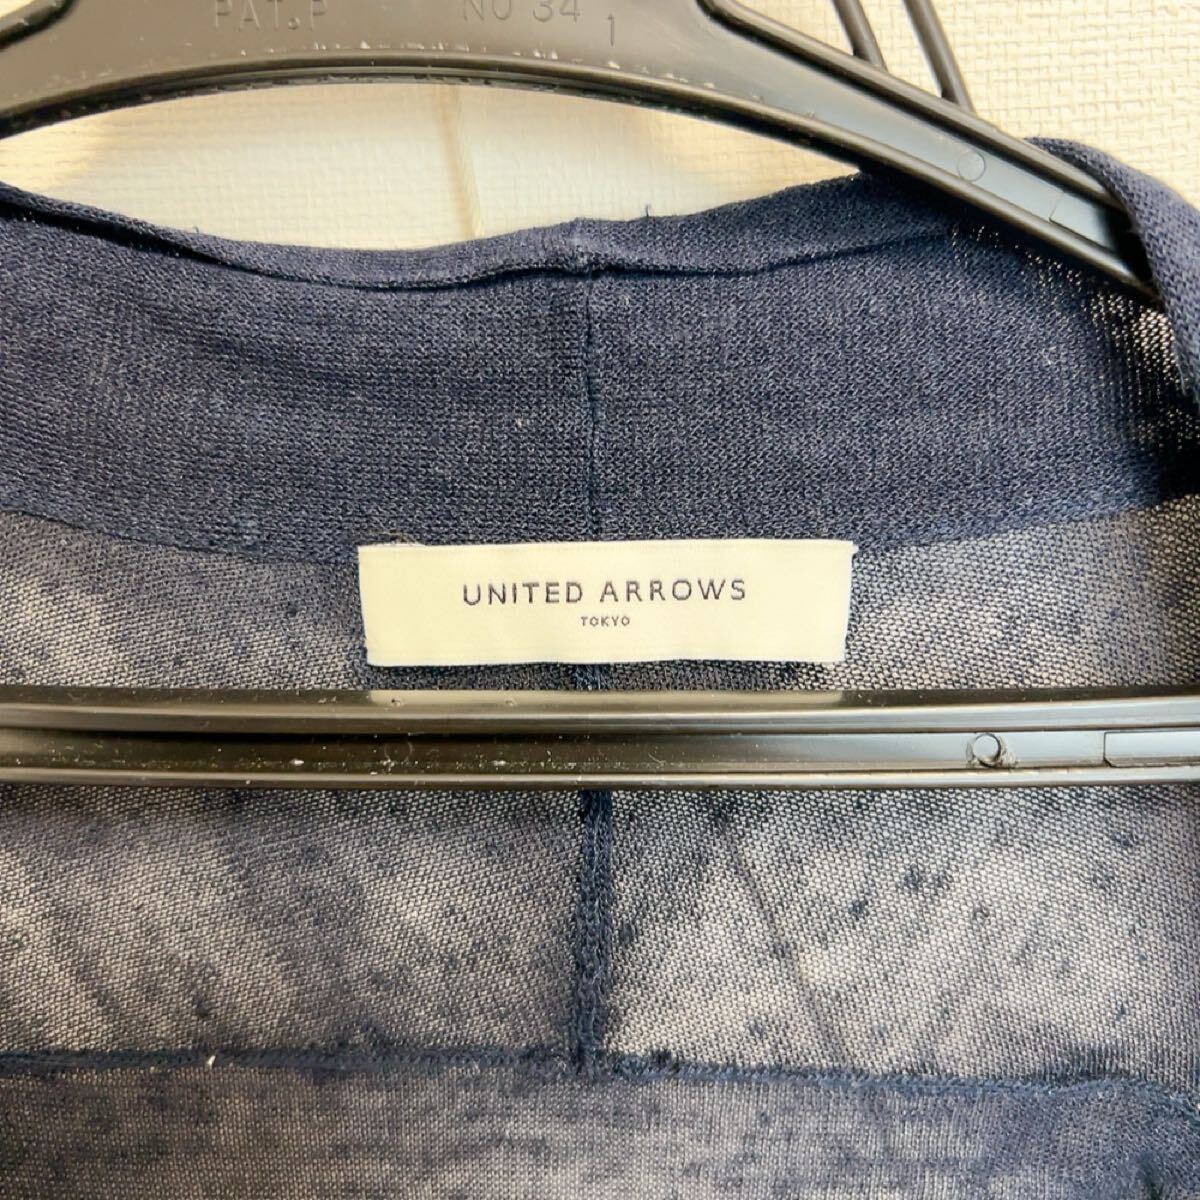 PAT.P NO 34 1
UNITED ARROWS
TOKYO